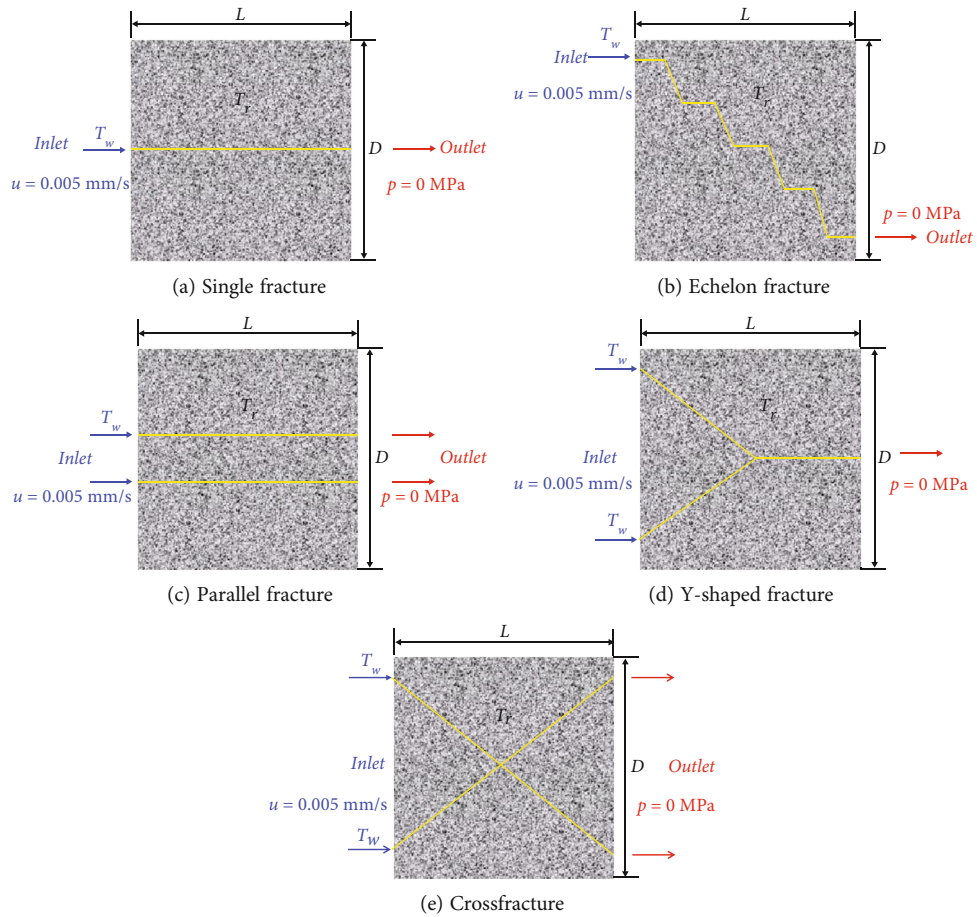 L
T_r
Inlet
T_w
u = 0.005 mm/s
D
Outlet
p = 0 MPa
(a) Single fracture
L
T_w
Inlet
u = 0.005 mm/s
T_r
D
p = 0 MPa
Outlet
(b) Echelon fracture
L
T_r
T_w
Inlet
u = 0.005 mm/s
D
Outlet
p = 0 MPa
(c) Parallel fracture
L
T_w
T_r
Inlet
u = 0.005 mm/s
T_w
D
p = 0 MPa
(d) Y-shaped fracture
L
T_w
T_r
Inlet
u = 0.005 mm/s
T_w
D
Outlet
p = 0 MPa
(e) Crossfracture